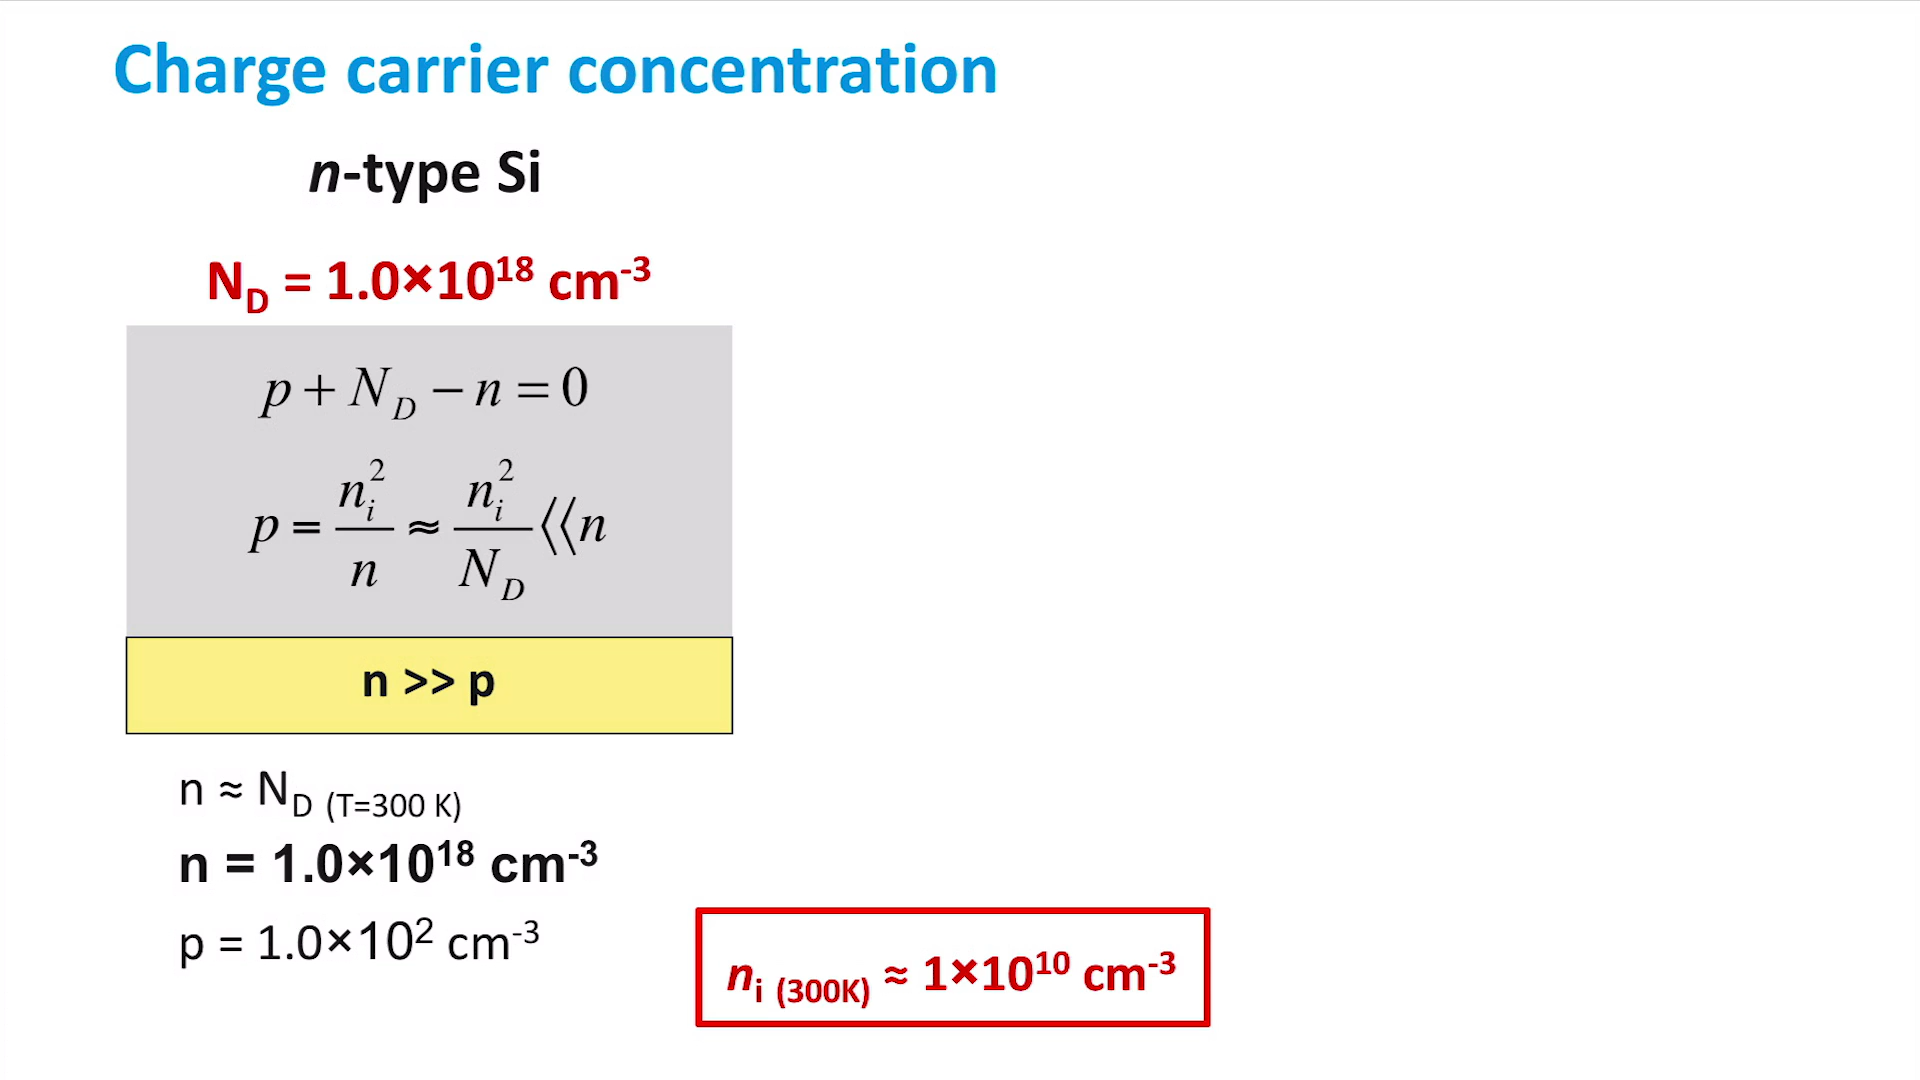 Charge carrier concentration
n-type Si
N_D = 1.0×10^18 cm^-3
p + N_D − n = 0
p = n_i^2 / n ≈ n_i^2 / N_D ⟨⟨n
n >> p
n ≈ N_D (T=300 K)
n = 1.0×10^18 cm^-3
p = 1.0×10^2 cm^-3
n_i (300K) ≈ 1×10^10 cm^-3